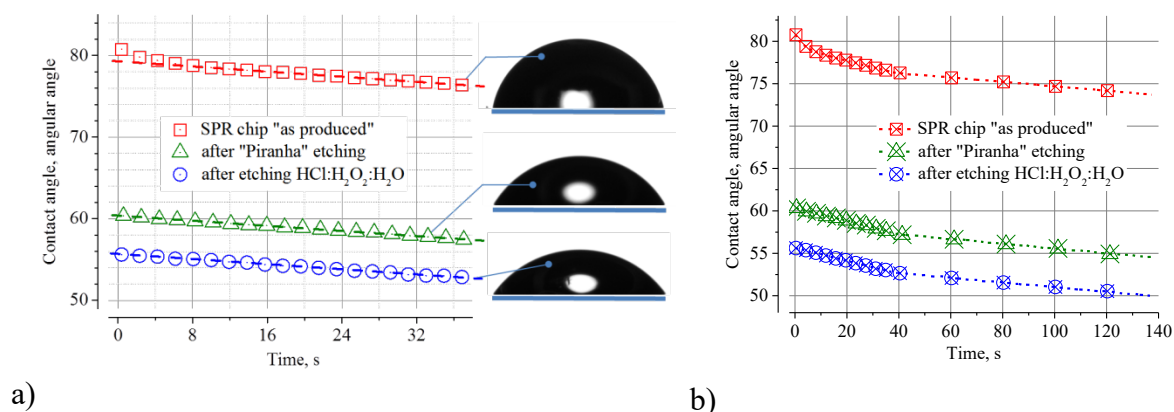 Contact angle, angular angle
80
70
60
50
0
8
16
24
32
Time, s
SPR chip "as produced"
after "Piranha" etching
after etching HCl:H₂O₂:H₂O
a)
Contact angle, angular angle
80
75
70
65
60
55
50
0
20
40
60
80
100
120
140
Time, s
SPR chip "as produced"
after "Piranha" etching
after etching HCl:H₂O₂:H₂O
b)